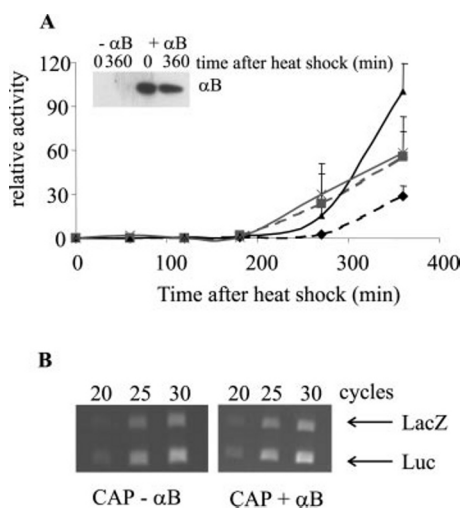 A
- αB + αB
0 360 0 360 time after heat shock (min)
αB
relative activity
120
90
60
30
0
0 100 200 300 400
Time after heat shock (min)
B
20 25 30 20 25 30 cycles
LacZ
Luc
CAP - αB CAP + αB